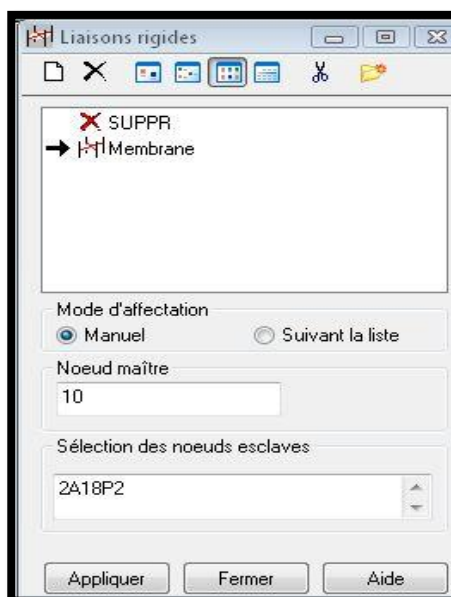 Liaisons rigides
SUPPR
Membrane
Mode d'affectation
Manuel
Suivant la liste
Noeud maître
10
Sélection des noeuds esclaves
2A18P2
Appliquer
Fermer
Aide